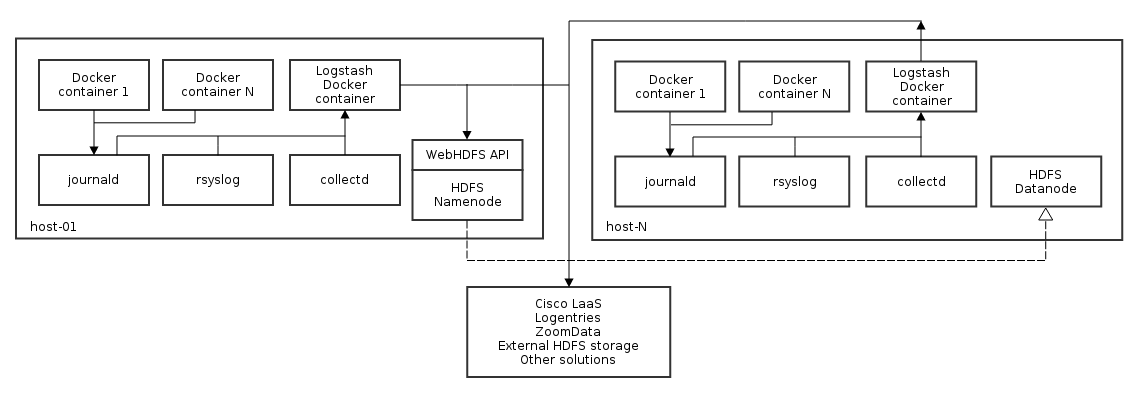 Docker
container 1
Docker
container N
Logstash
Docker
container
journald
rsyslog
collectd
WebHDFS API
HDFS
Namenode
host-01
Docker
container 1
Docker
container N
Logstash
Docker
container
journald
rsyslog
collectd
HDFS
Datanode
host-N
Cisco LaaS
Logentries
ZoomData
External HDFS storage
Other solutions